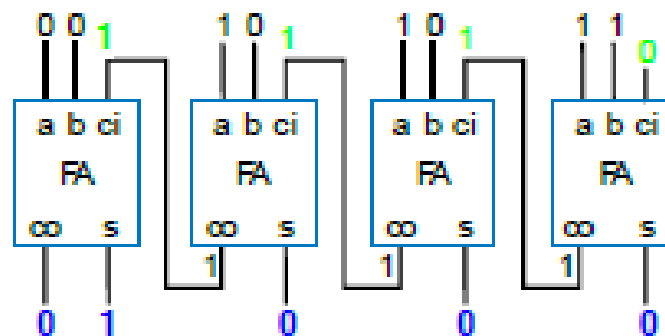 0 0 1 1 0 1 1 0 1 1 1 0
a b ci a b ci a b ci a b ci
FA FA FA FA
co s co s co s co s
1 1 1
0 1 0 0 0